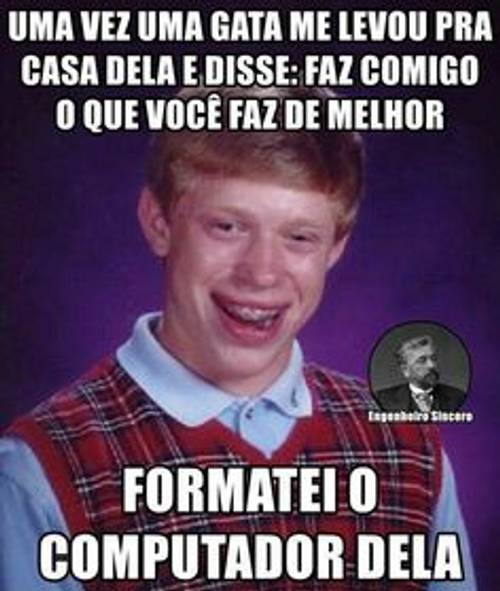 UMA VEZ UMA GATA ME LEVOU PRA
CASA DELA E DISSE: FAZ COMIGO
O QUE VOCÊ FAZ DE MELHOR
Engenheiro Sincero
FORMATEI O
COMPUTADOR DELA